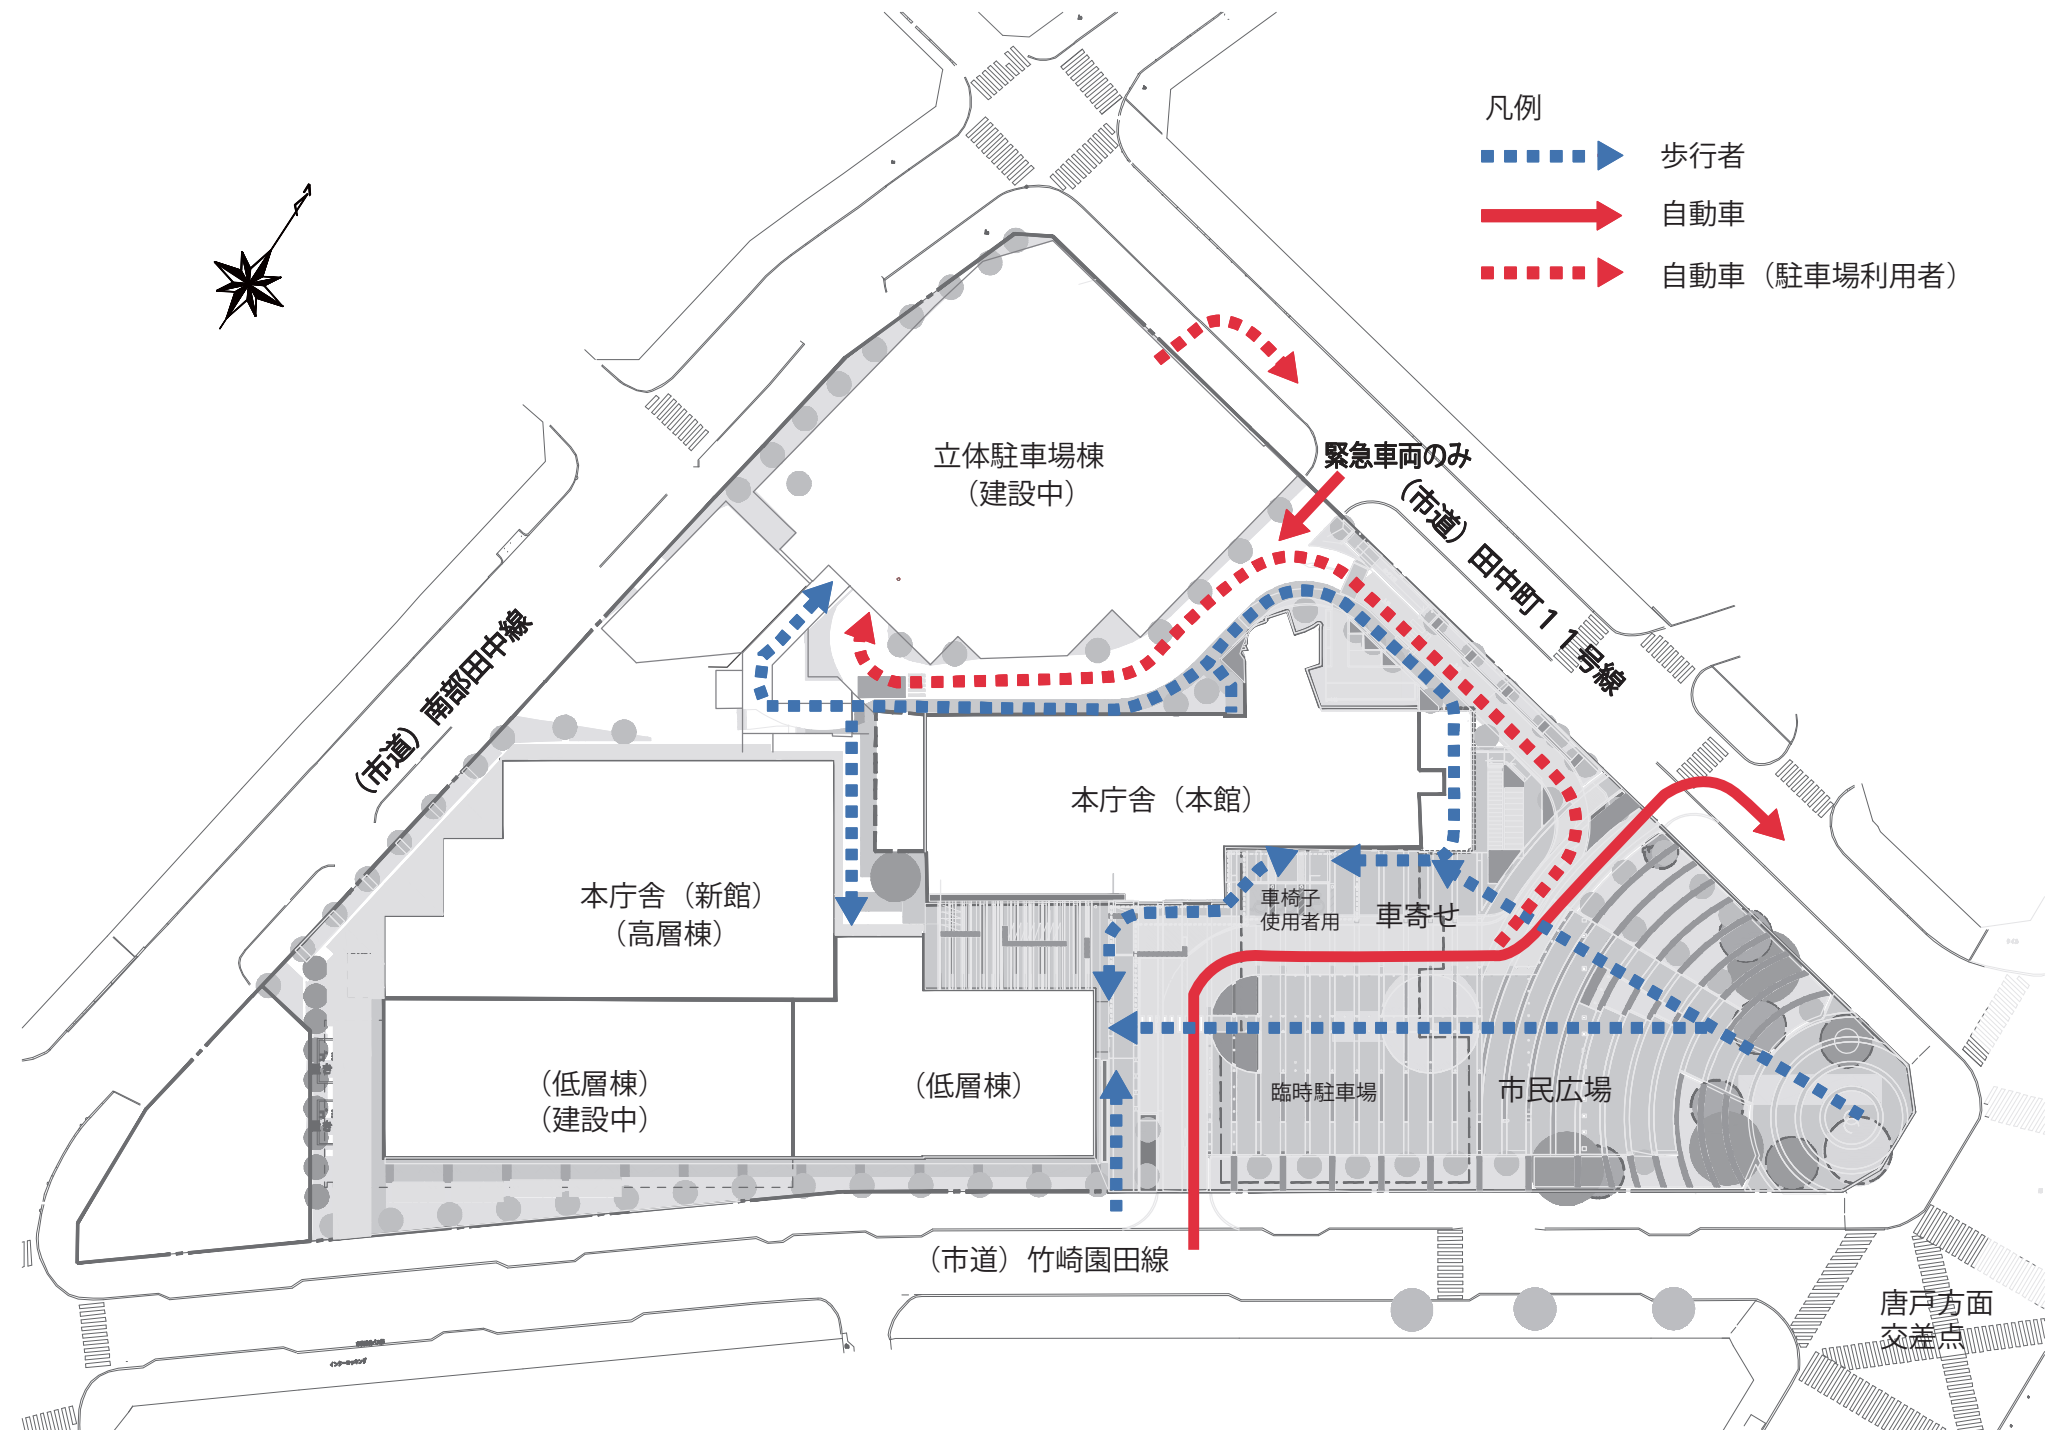 凡例
歩行者
自動車
自動車（駐車場利用者）
立体駐車場棟
（建設中）
緊急車両のみ
（市道）田中町１１号線
（市道）南部田中線
本庁舎（本館）
本庁舎（新館）
（高層棟）
車椅子
使用者用
車寄せ
（低層棟）
（建設中）
（低層棟）
臨時駐車場
市民広場
（市道）竹崎園田線
唐戸方面
交差点